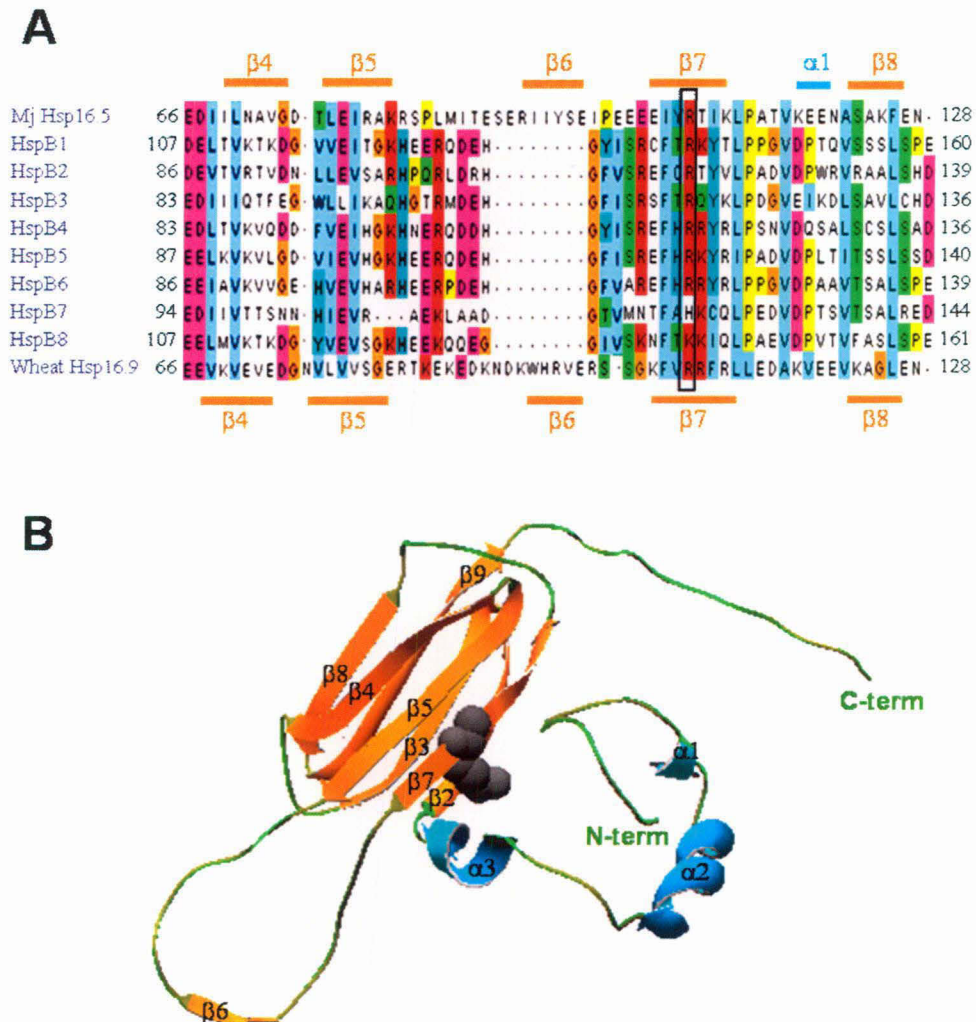 A
β4 β5 β6 β7 α1 β8
Mj Hsp16.5 66 EDIILNAVGD.TLEIRAKRSPLMITESERIIYSEIPEEEEIYRTIKLPATVKEENASAKFEN. 128
HspB1 107 DELTVKTKDG.VVEITGKHEERQDEH........GYISRCFTRKYTLPPGVDPTQVSSSLSPE 160
HspB2 86 DEVTVRTVDN.LLEVSARHPQRLDRH........GFVSREFCRTYVLPADVDPWRVRAALSHD 139
HspB3 83 EDIIIQTFEG.WLLIKAQHGTRMDEH........GFISRSFTRQYKLPDGVEIKDLSAVLCHD 136
HspB4 83 EDLTVKVQDD.FVEIHGKHNERQDDH........GYISREFHRRYRLPSNVDQSALSCSLSAD 136
HspB5 87 EELKVKVLGD.VIEVHGKHEERQDEH........GFISREFHRKYRIPADVDPLTITSSLSSD 140
HspB6 86 EEIAVKVVGE.HVEVHARHEERPDEH........GFVAREFHRRYRLPPGVDPAAVTSALSPE 139
HspB7 94 EDIIVTTSNN.HIEVR...AEKLAAD........GTVMNTFAHKCQLPEDVDPTSVTSALRED 144
HspB8 107 EELMVKTKDG.YVEVSGKHEEKQQEG........GIVSKNFTKKIQLPAEVDPVTVFASLSPE 161
Wheat Hsp16.9 66 EEVKVEVEDGNVLVVSGERTKEKEDKNDKWHRVERS.SGKFVRRFRLLEDAKVEEVKAGLEN. 128
β4 β5 β6 β7 β8
B
β9
β8
β4
β5
C-term
β3
α1
β7
β2
N-term
α3
α2
β6